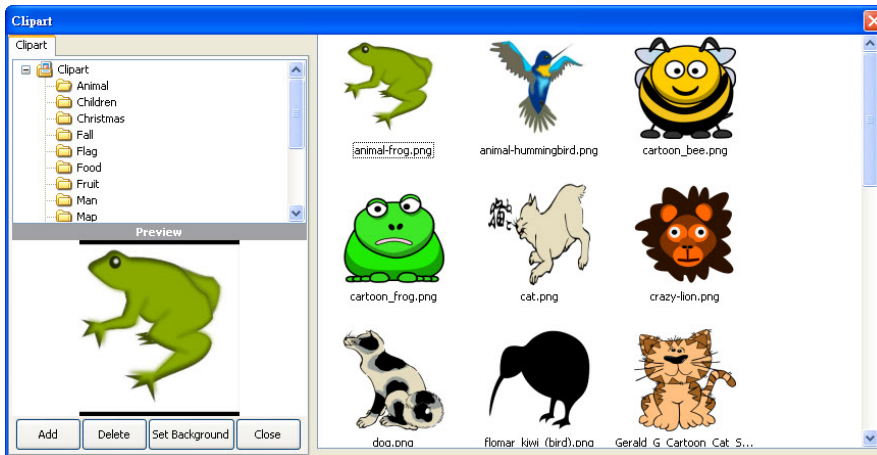 Clipart
Clipart
Clipart
Animal
Children
Christmas
Fall
Flag
Food
Fruit
Man
Map
Preview
Add Delete Set Background Close
animal-frog.png animal-hummingbird.png cartoon_bee.png
猫
cartoon_frog.png cat.png crazy-lion.png
dog.png flomar_kiwi_(bird).png Gerald_G_Cartoon_Cat_S...